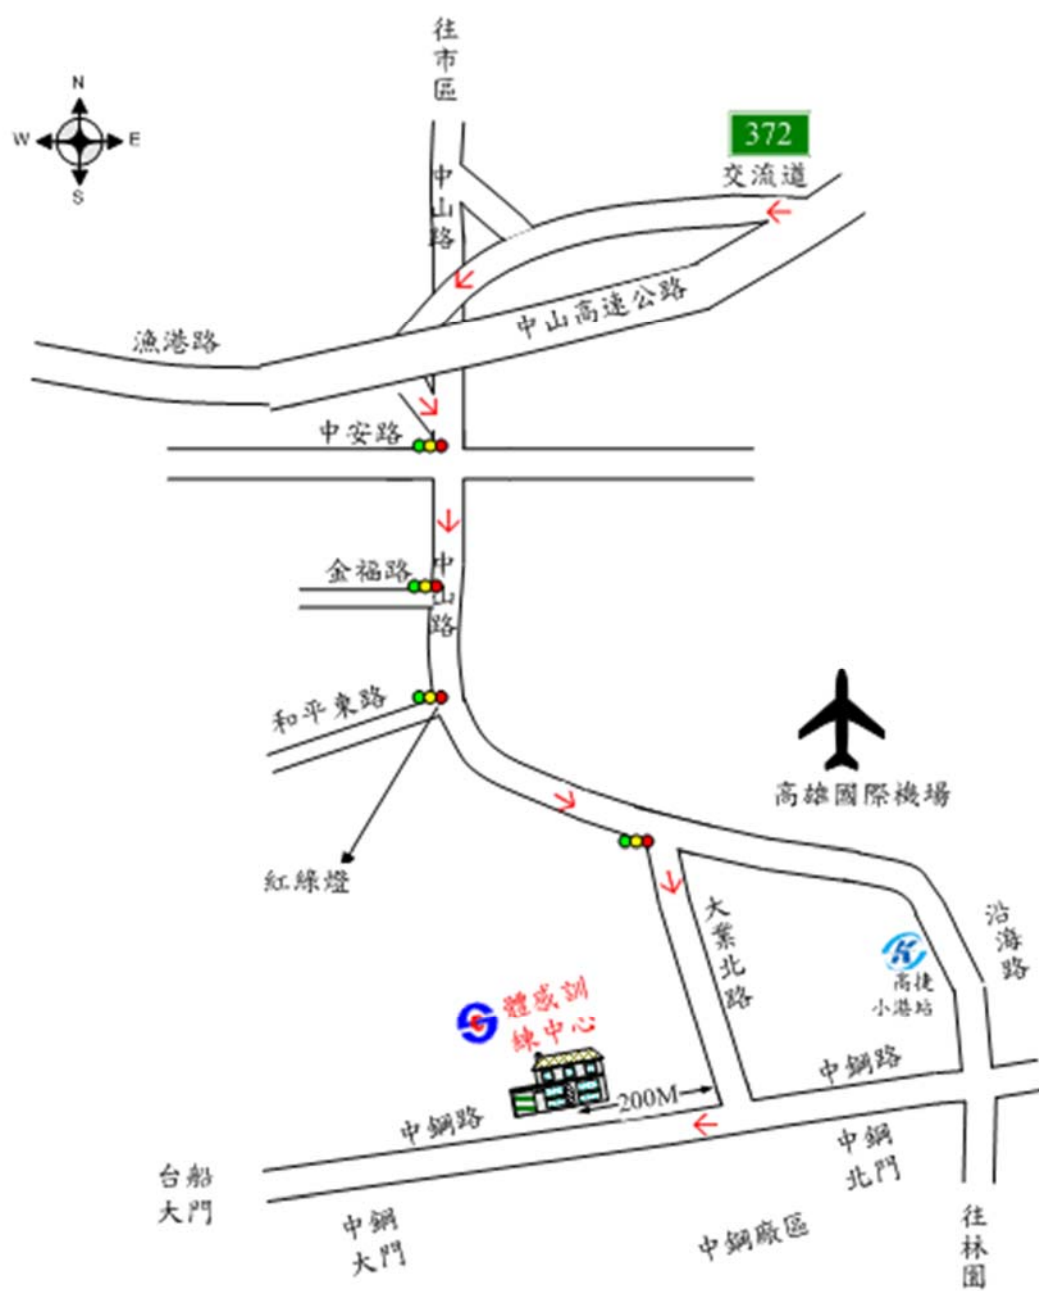 往市區
N
W
E
S
372
交流道
中山路
中山高速公路
漁港路
中安路
金福路
中山路
和平東路
高雄國際機場
紅綠燈
大業北路
沿海路
高捷
小港站
體感訓
練中心
中鋼路
200M
中鋼路
中鋼
北門
台船
大門
中鋼
大門
中鋼廠區
往林園